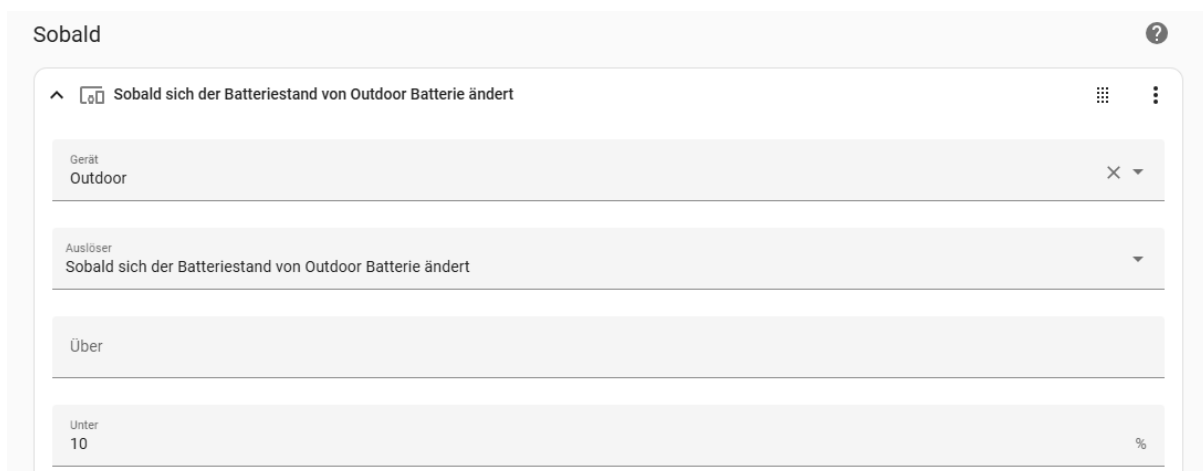 Sobald
Sobald sich der Batteriestand von Outdoor Batterie ändert
Gerät
Outdoor
Auslöser
Sobald sich der Batteriestand von Outdoor Batterie ändert
Über
Unter
10
%